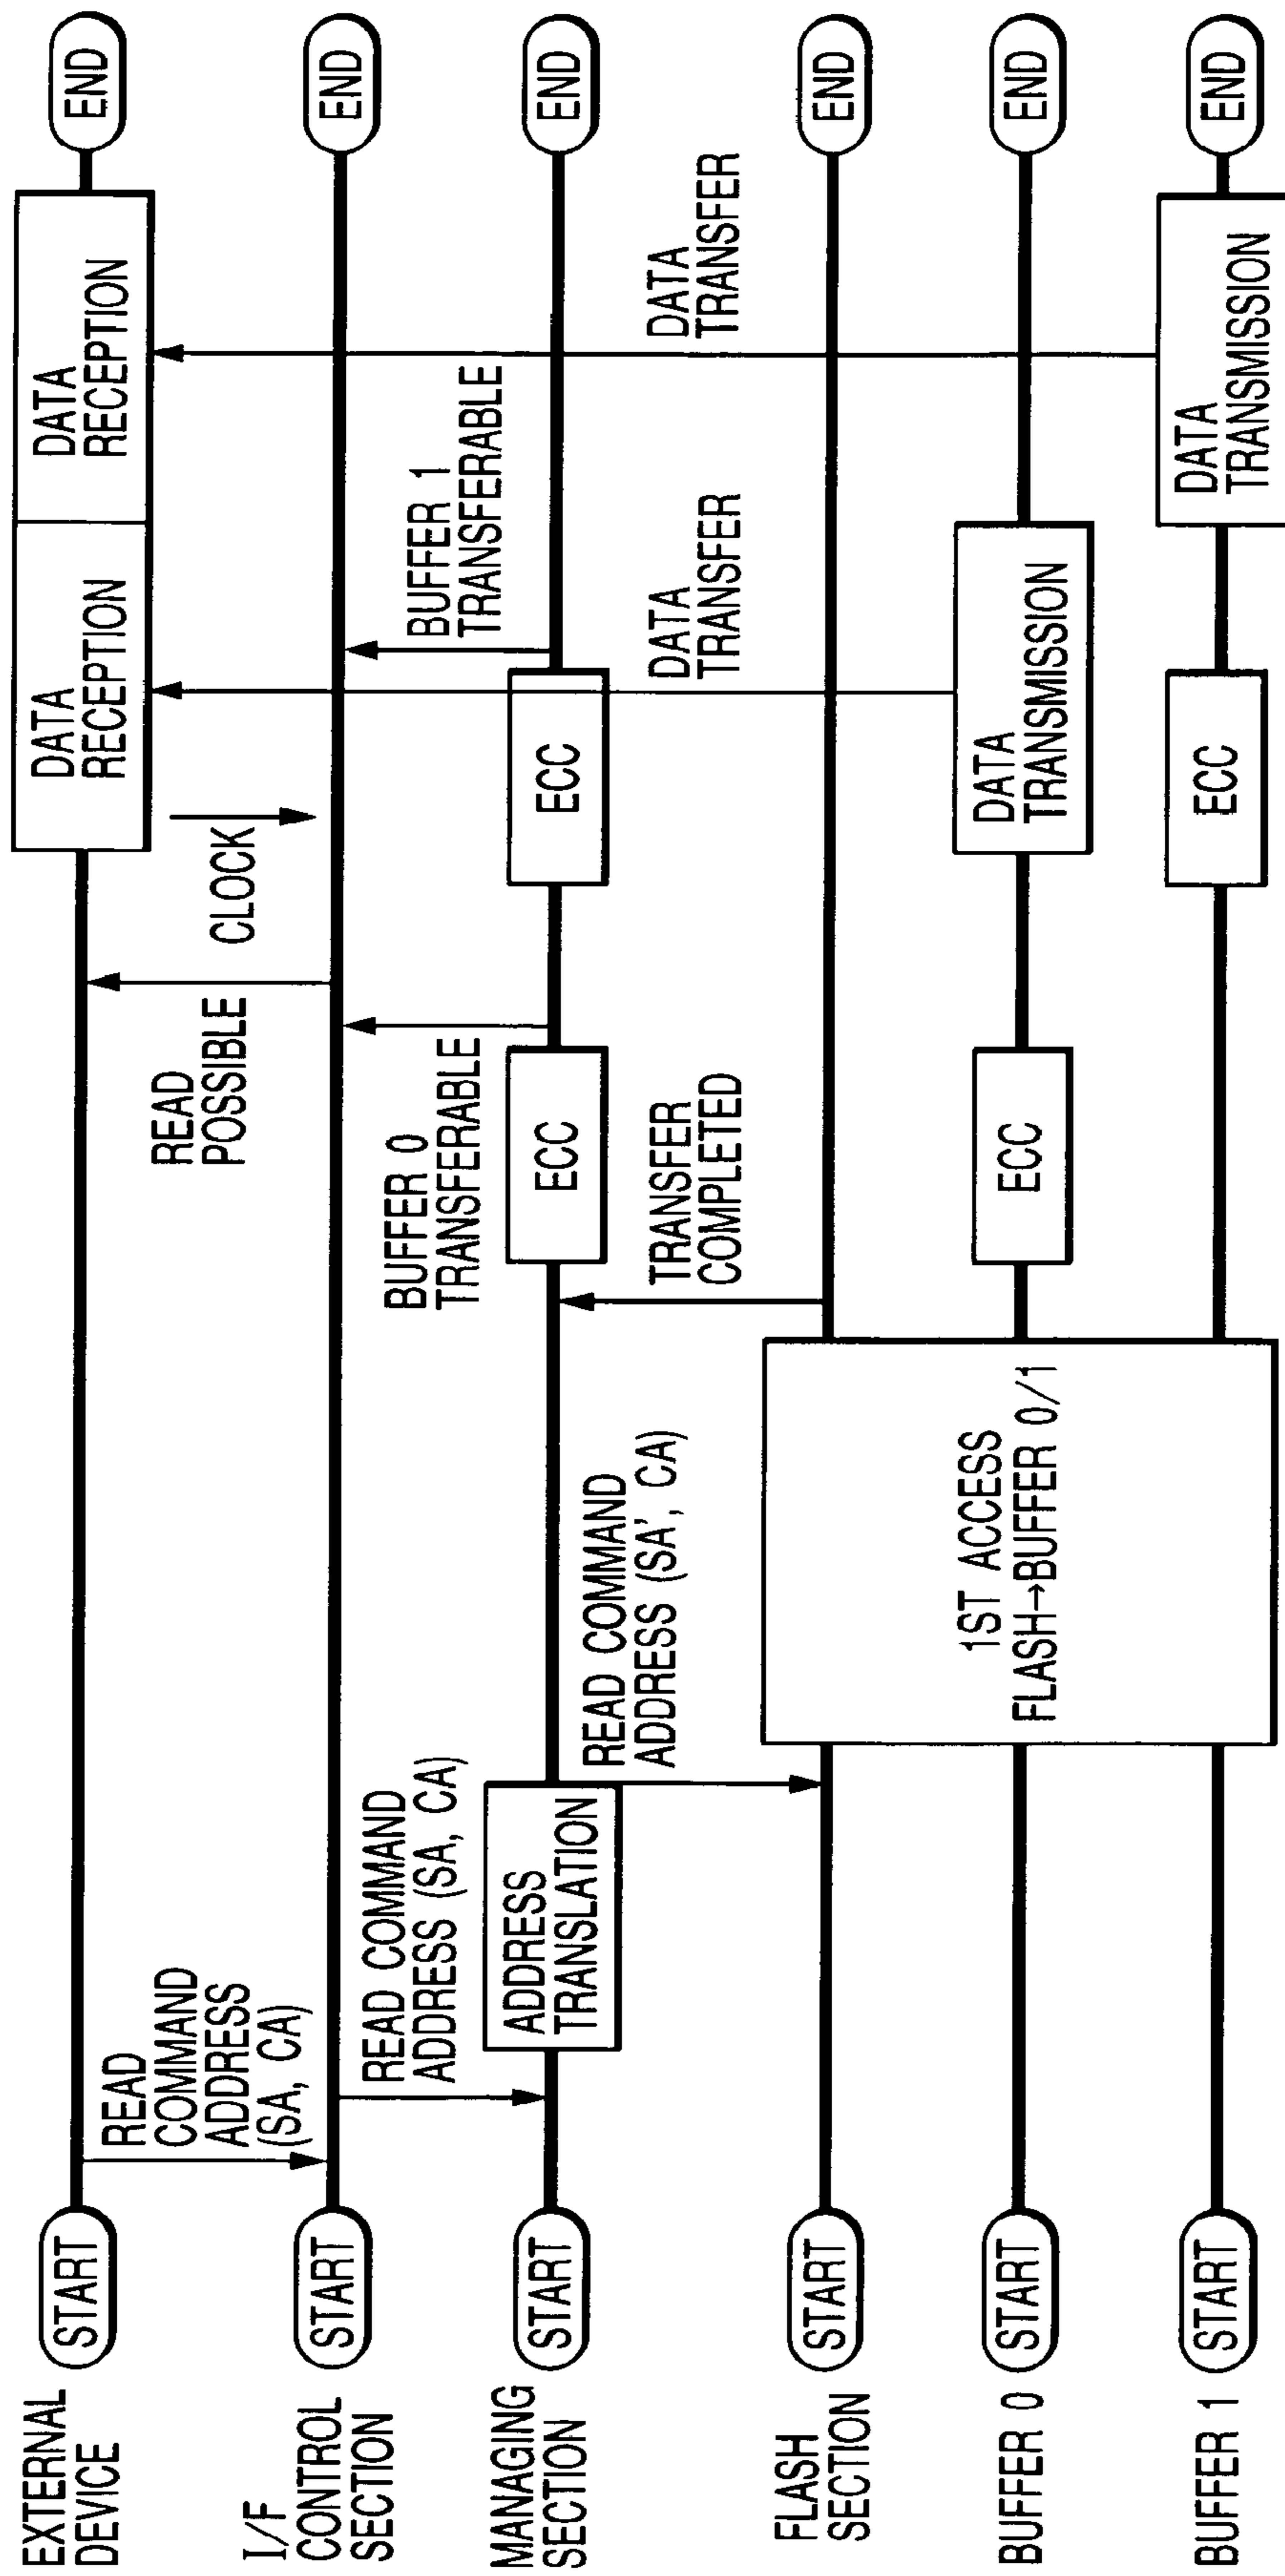 EXTERNAL
DEVICE
START
READ
COMMAND
ADDRESS
(SA, CA)
READ
POSSIBLE
CLOCK
DATA
RECEPTION
DATA
RECEPTION
END
I/F
CONTROL
SECTION
START
READ COMMAND
ADDRESS (SA, CA)
BUFFER 0
TRANSFERABLE
BUFFER 1
TRANSFERABLE
END
MANAGING
SECTION
START
ADDRESS
TRANSLATION
READ COMMAND
ADDRESS (SA', CA)
ECC
TRANSFER
COMPLETED
ECC
DATA
TRANSFER
DATA
TRANSFER
END
FLASH
SECTION
START
1ST ACCESS
FLASH→BUFFER 0/1
END
BUFFER 0
START
ECC
DATA
TRANSMISSION
END
BUFFER 1
START
ECC
DATA
TRANSMISSION
END